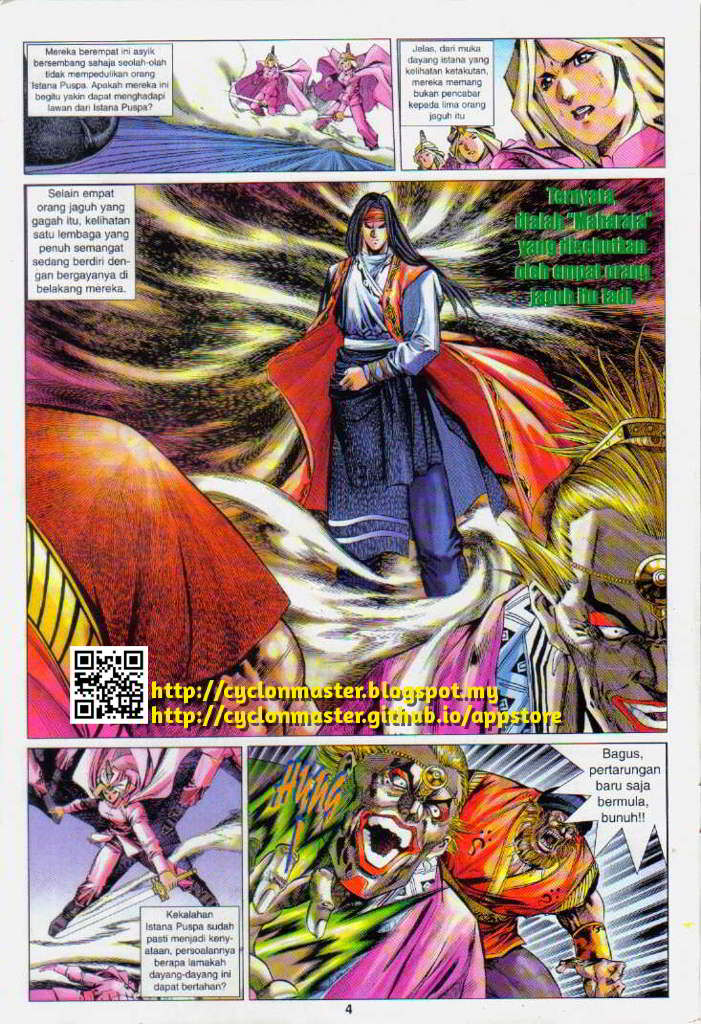 Mereka berempat ini asyik
bersembang sahaja seolah-olah
tidak mempedulikan orang
Istana Puspa. Apakah mereka ini
begitu yakin dapat menghadapi
lawan dari Istana Puspa?
Jelas, dari muka
dayang istana yang
kelihatan ketakutan,
mereka memang
bukan pencabar
kepada lima orang
jaguh itu
Selain empat
orang jaguh yang
gagah itu, kelihatan
satu lembaga yang
penuh semangat
sedang berdiri den-
gan bergayanya di
belakang mereka.
Ternyata,
dialah "Maharaja"
yang disebutkan
oleh empat orang
jaguh itu tadi.
http://cyclonmaster.blogspot.my
http://cyclonmaster.github.io/appstore
Kekalahan
Istana Puspa sudah
pasti menjadi keny-
ataan, persoalannya
berapa lamakah
dayang-dayang ini
dapat bertahan?
HUNG
!
Bagus,
pertarungan
baru saja
bermula,
bunuh!!
4